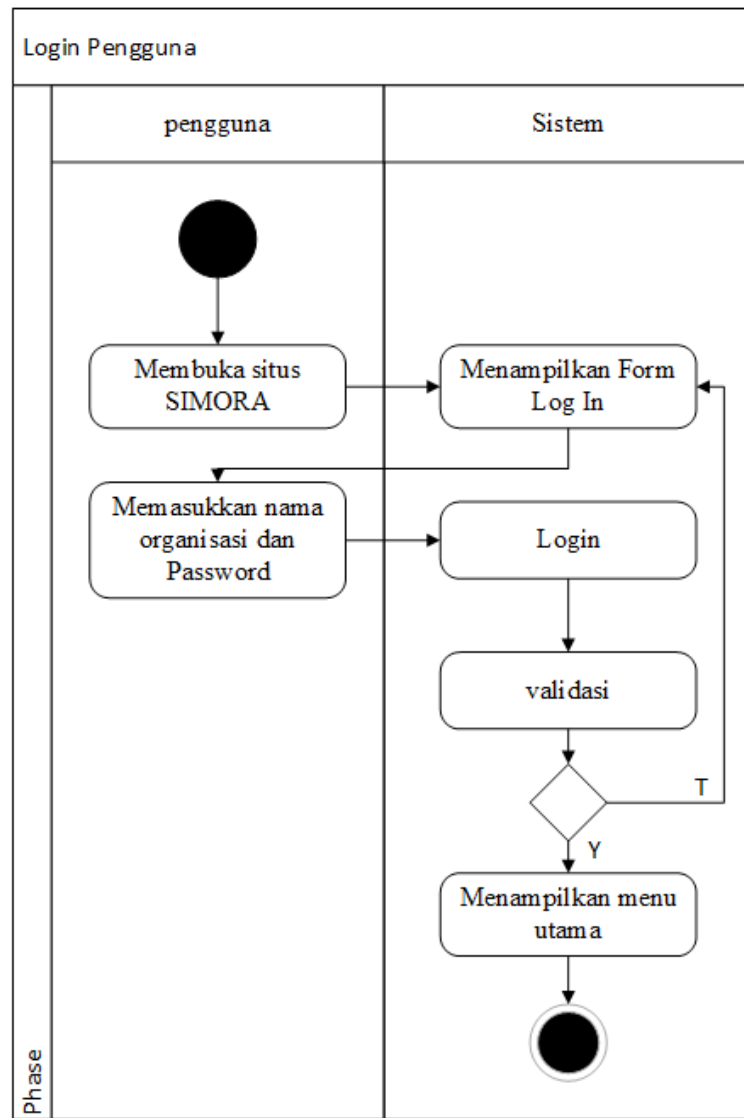 Login Pengguna
pengguna
Sistem
Membuka situs
SIMORA
Menampilkan Form
Log In
Memasukkan nama
organisasi dan
Password
Login
validasi
T
Y
Menampilkan menu
utama
Phase